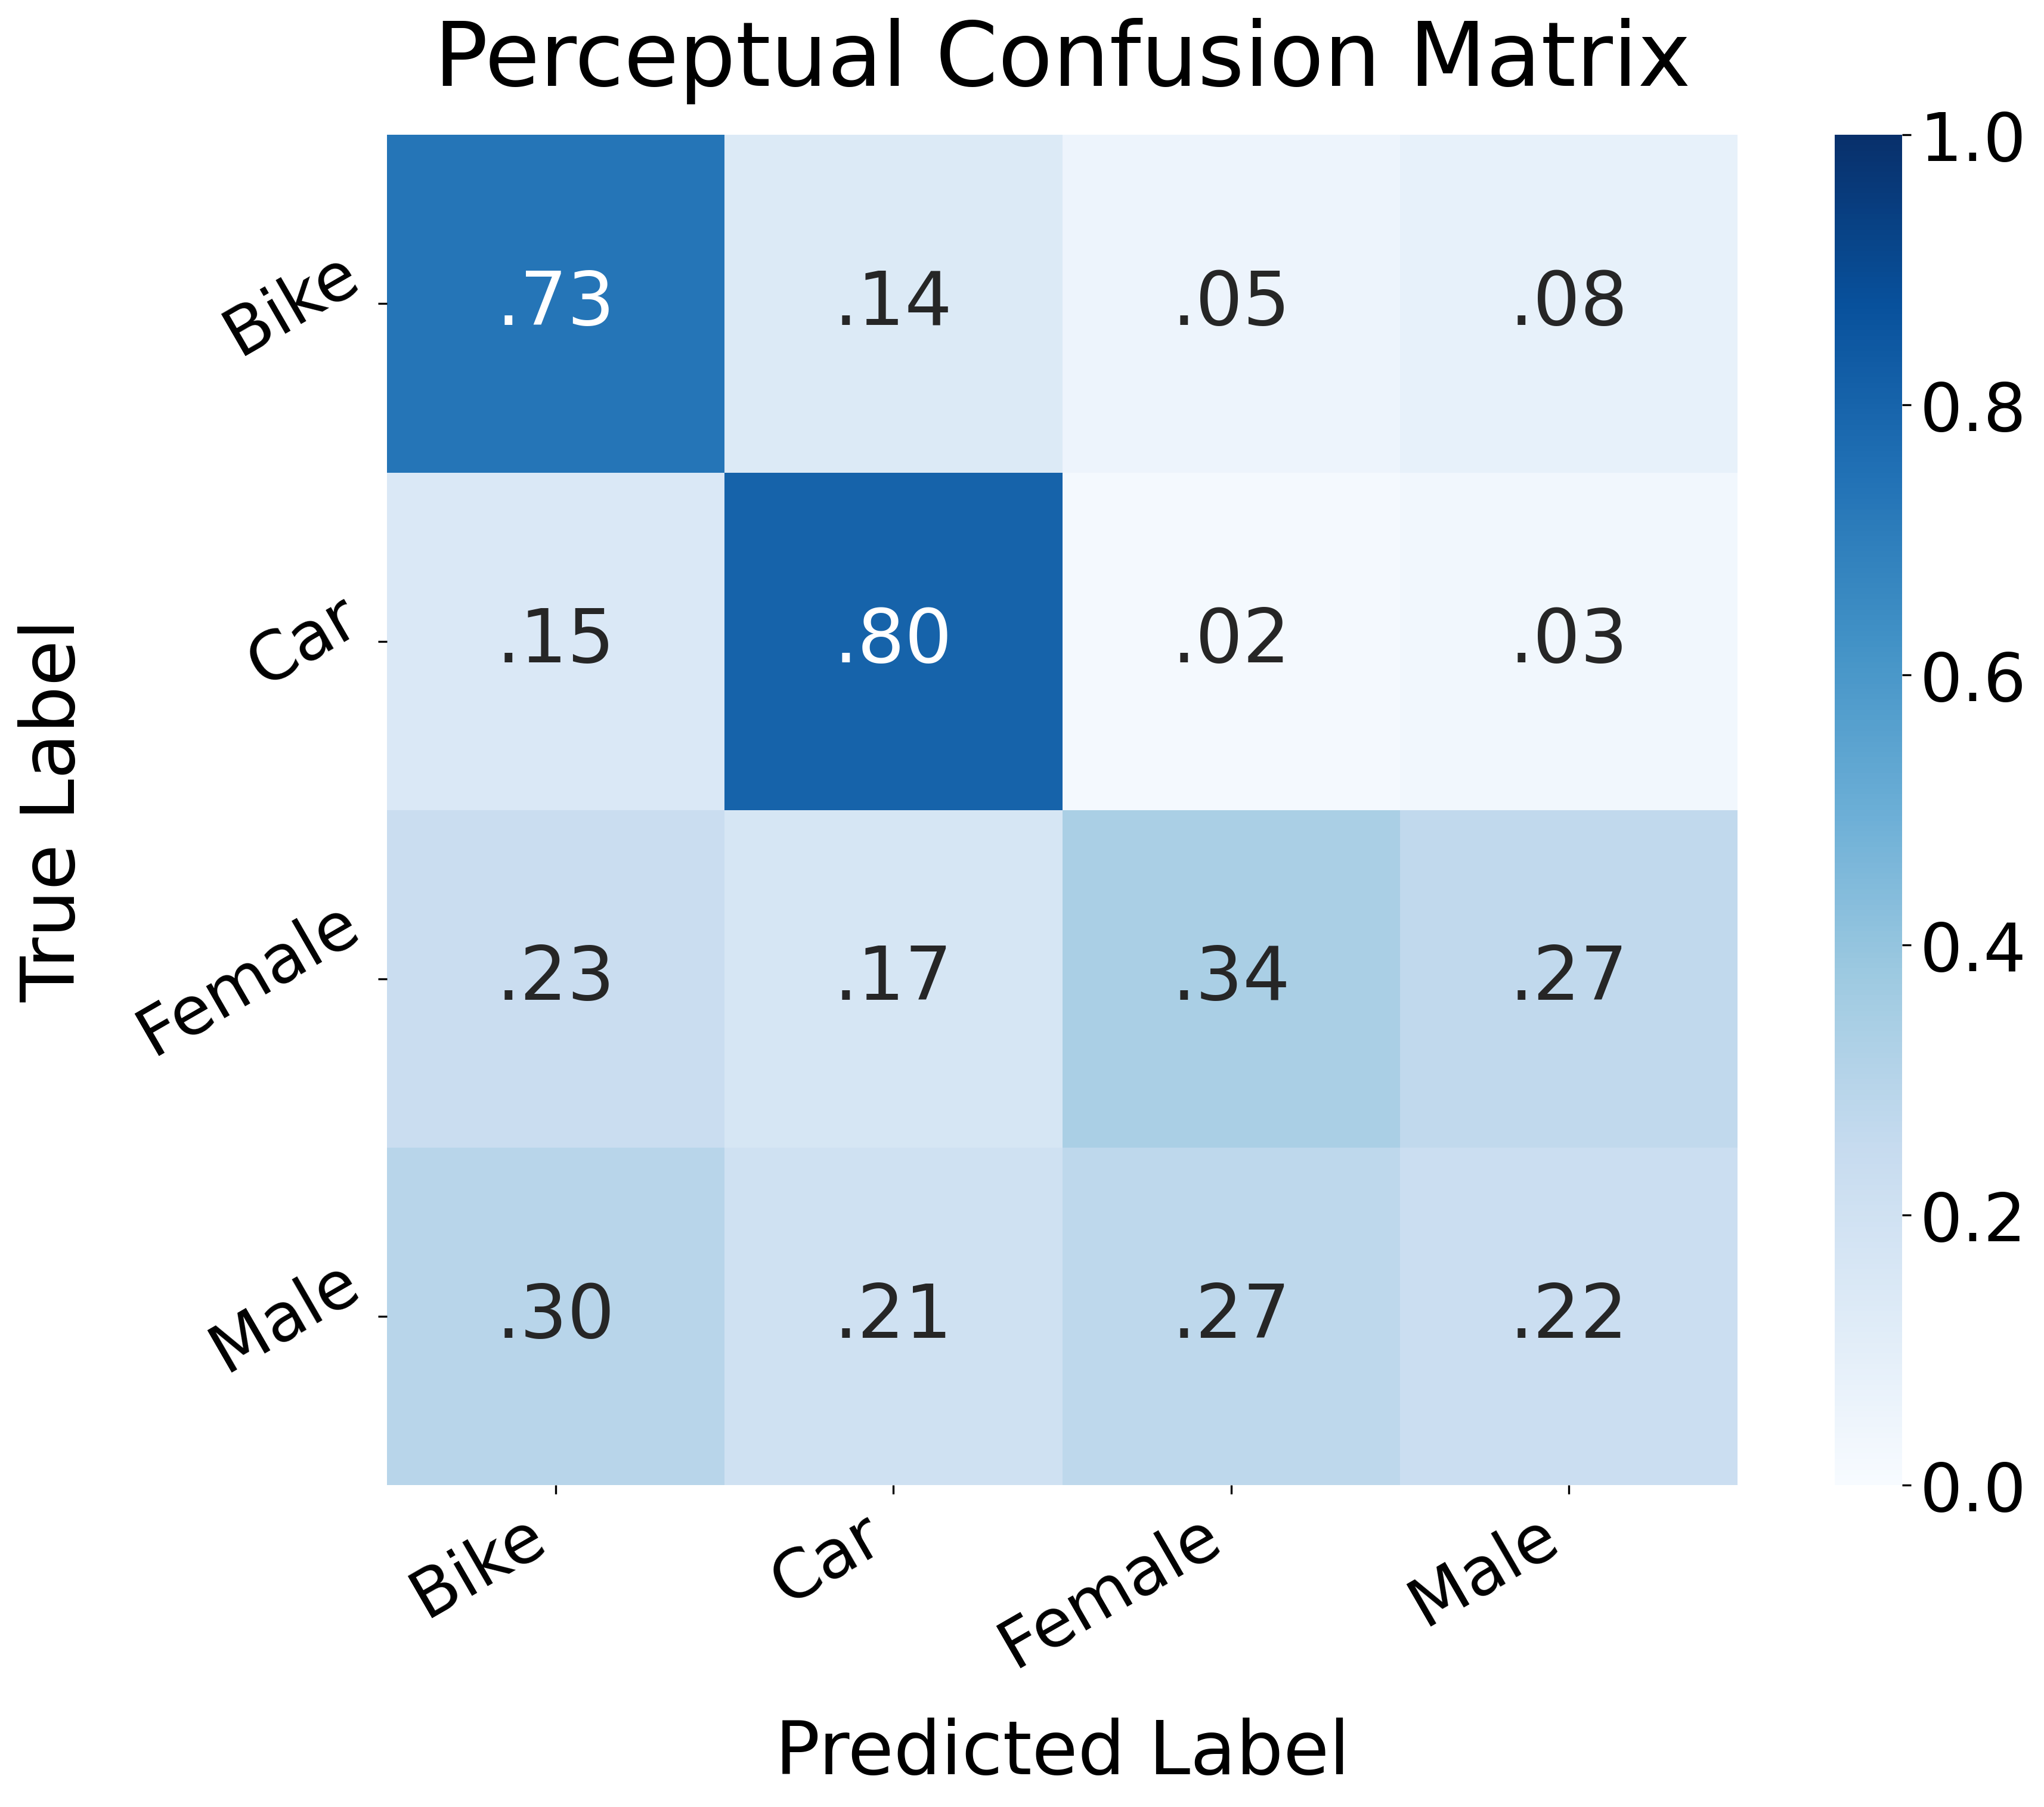 Perceptual Confusion Matrix
True Label
Bike
.73 .14 .05 .08
Car
.15 .80 .02 .03
Female
.23 .17 .34 .27
Male
.30 .21 .27 .22
Bike Car Female Male
Predicted Label
1.0
0.8
0.6
0.4
0.2
0.0